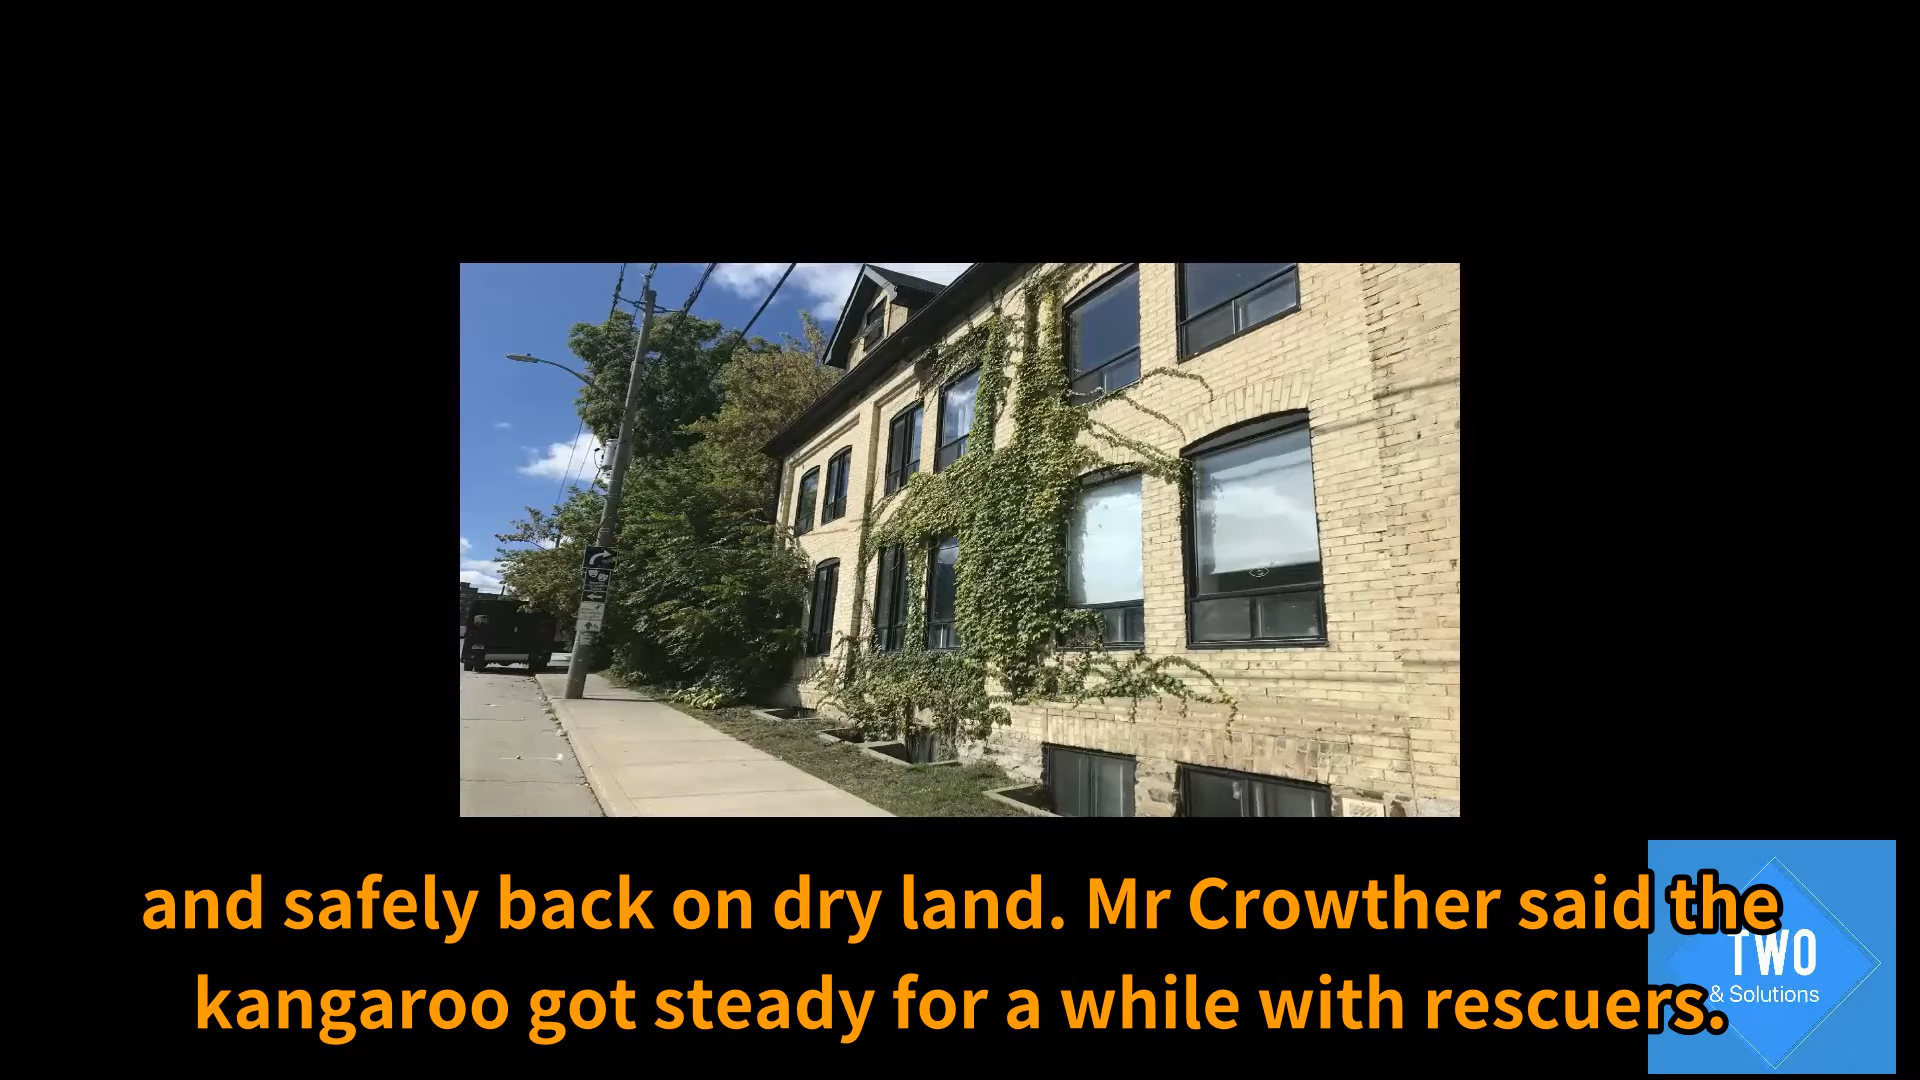 and safely back on dry land. Mr Crowther said the
kangaroo got steady for a while with rescuers.
TWO
& Solutions